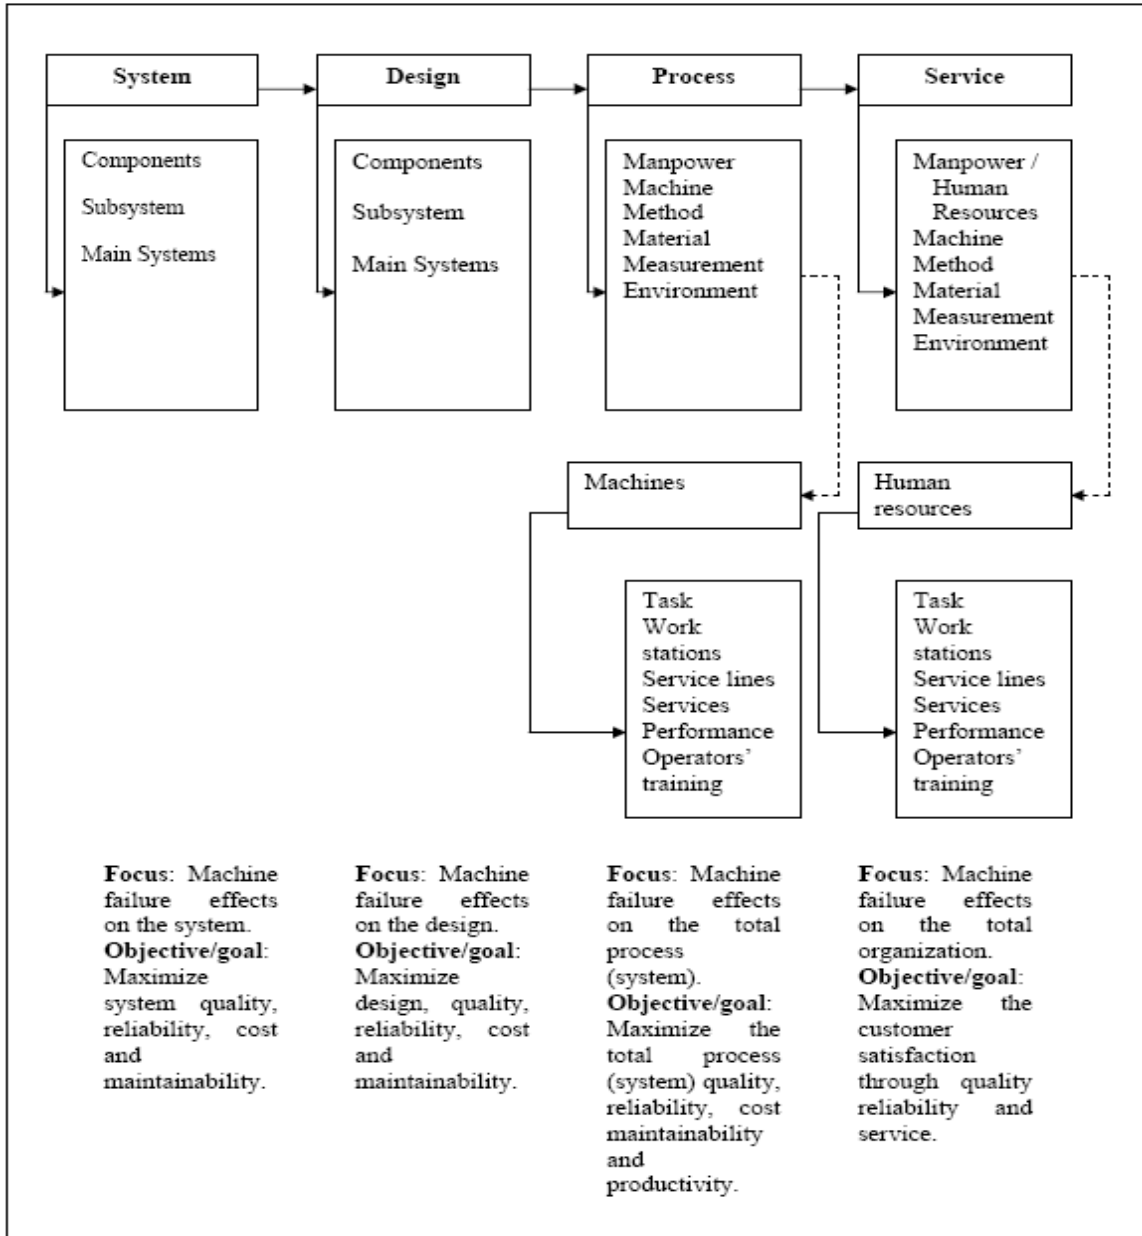 System
Design
Process
Service
Components
Subsystem
Main Systems
Components
Subsystem
Main Systems
Manpower
Machine
Method
Material
Measurement
Environment
Manpower /
Human
Resources
Machine
Method
Material
Measurement
Environment
Machines
Human
resources
Task
Work
stations
Service lines
Services
Performance
Operators’
training
Task
Work
stations
Service lines
Services
Performance
Operators’
training
Focus: Machine
failure effects
on the system.
Objective/goal:
Maximize
system quality,
reliability, cost
and
maintainability.
Focus: Machine
failure effects
on the design.
Objective/goal:
Maximize
design, quality,
reliability, cost
and
maintainability.
Focus: Machine
failure effects
on the total
process
(system).
Objective/goal:
Maximize the
total process
(system) quality,
reliability, cost
maintainability
and
productivity.
Focus: Machine
failure effects
on the total
organization.
Objective/goal:
Maximize the
customer
satisfaction
through quality
reliability and
service.